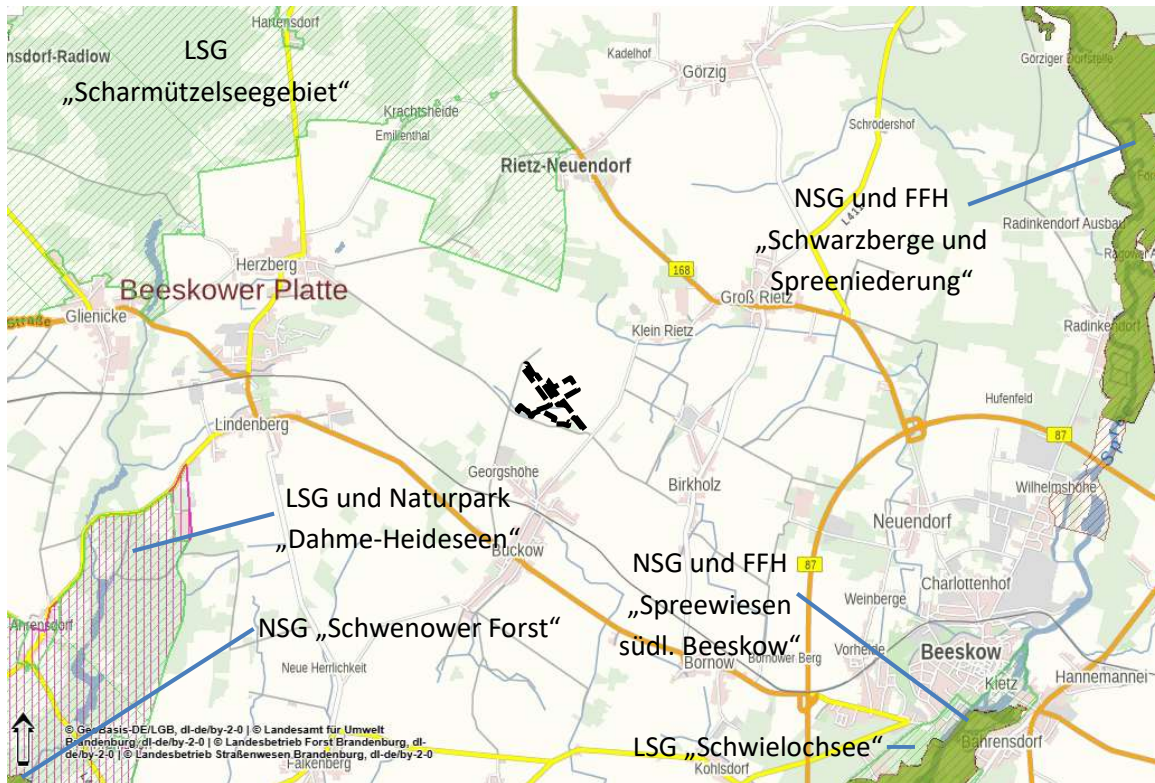 Hartensdorf
nsdorf-Radlow
LSG
„Scharmützelseegebiet“
Kadelhof
Görzig
Görziger Dorfstelle
Krachtsheide
Emilienthal
Schrödershof
Rietz-Neuendorf
NSG und FFH
„Schwarzberge und
Spreeniederung“
L411
Radinkendorf Ausbau
Herzberg
168
Beeskower Platte
Groß Rietz
Glienicke
Straße
Klein Rietz
Radinkendorf
Hufenfeld
87
Lindenberg
Georgshöhe
Birkholz
Wilhelmshöhe
LSG und Naturpark
„Dahme-Heideseen“
Neuendorf
Buckow
NSG und FFH
„Spreewiesen
südl. Beeskow“
87
Charlottenhof
Weinberge
Ahrensdorf
NSG „Schwenower Forst“
Vorheide
Beeskow
Neue Herrlichkeit
Bornow
Bornower Berg
Kietz
Hannemannei
© GeoBasis-DE/LGB, dl-de/by-2-0 | © Landesamt für Umwelt
Brandenburg, dl-de/by-2-0 | © Landesbetrieb Forst Brandenburg, dl-
de/by-2-0 | © Landesbetrieb Straßenwesen Brandenburg, dl-de/by-2-0
LSG „Schwielochsee“
Bahrensdorf
Falkenberg
Kohlsdorf